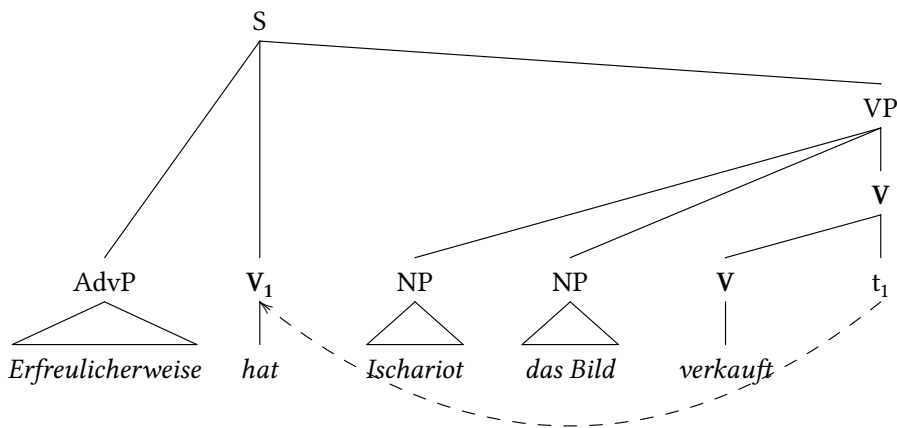 S
VP
V
AdvP V₁ NP NP V t₁
Erfreulicherweise hat Ischariot das Bild verkauft